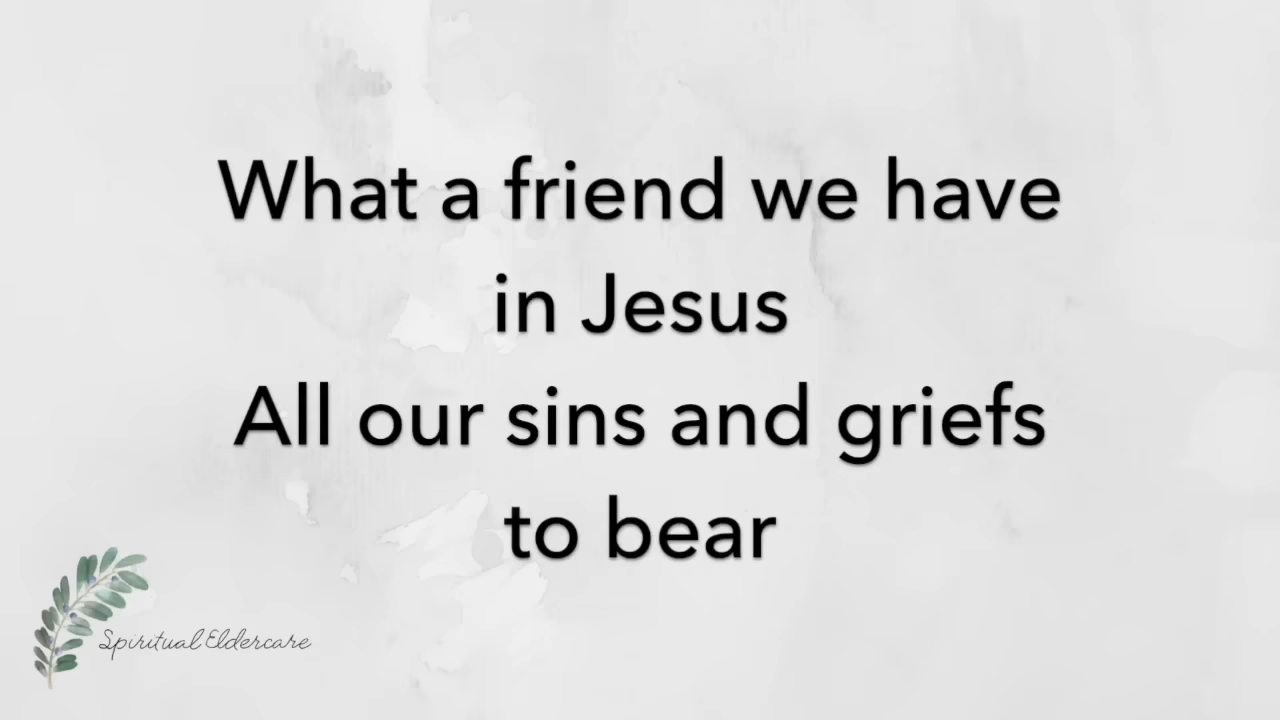 What a friend we have
in Jesus
All our sins and griefs
to bear
Spiritual Eldercare